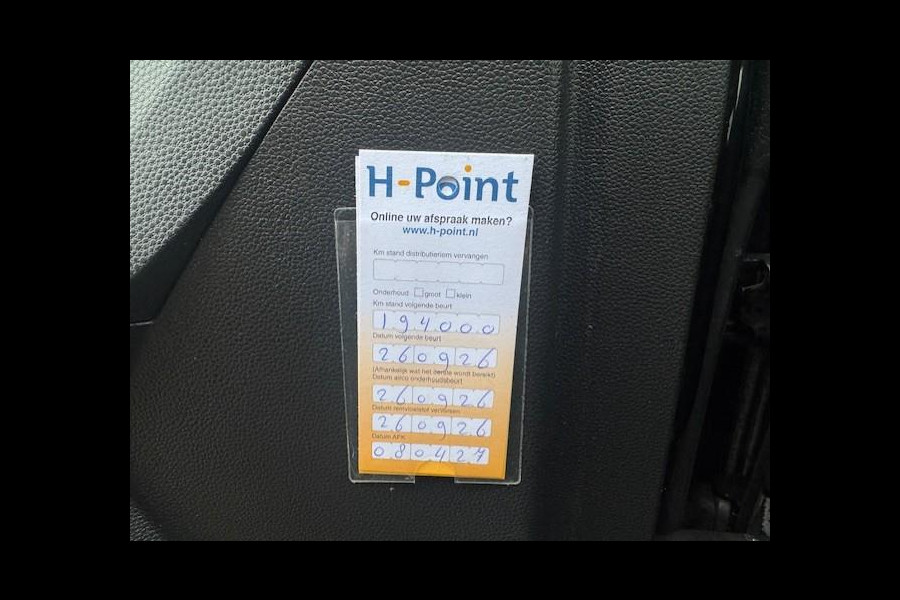 H-Point
Online uw afspraak maken?
www.h-point.nl
Km stand distributieriem vervangen
Onderhoud groot klein
Km stand volgende beurt
194000
Datum volgende beurt
260926
(Afhankelijk wat het eerste wordt bereikt)
Datum airco onderhoudsbeurt
260926
Datum remvloeistof verversen
260926
Datum APK
080427